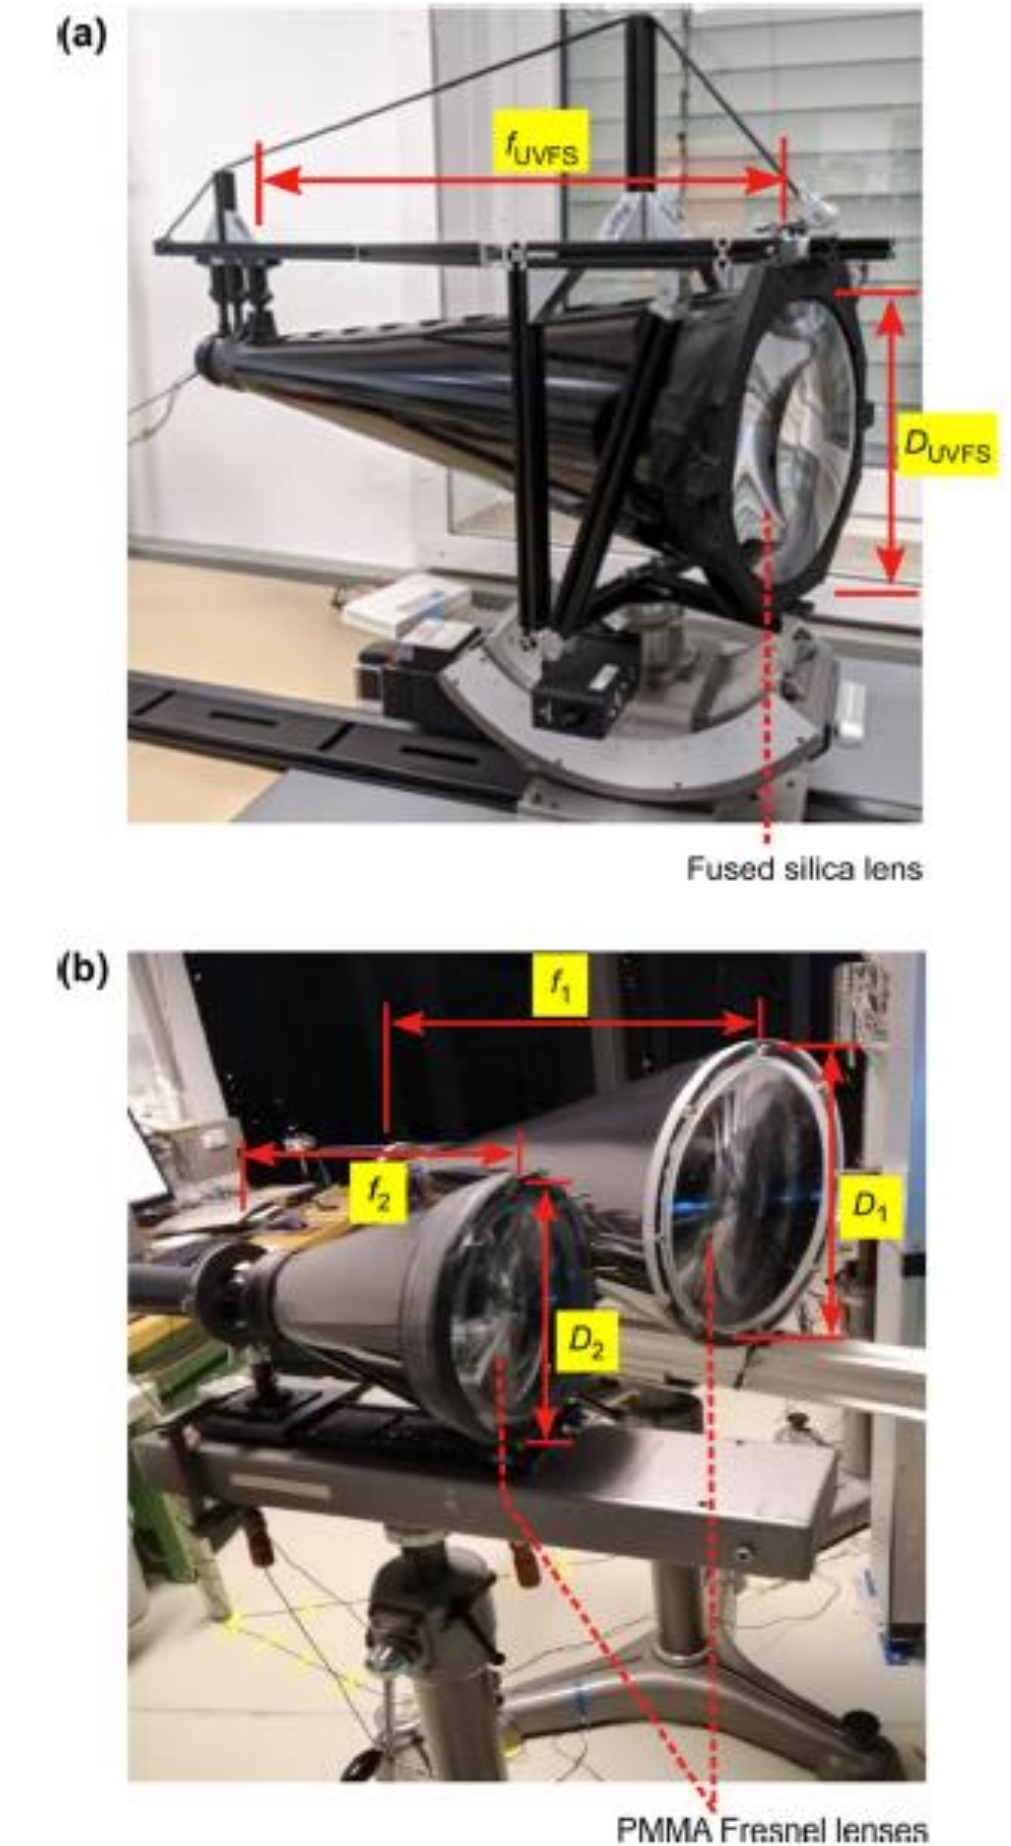 (a)
fUVFS
DUVFS
Fused silica lens
(b)
f1
f2
D1
D2
PMMA Fresnel lenses